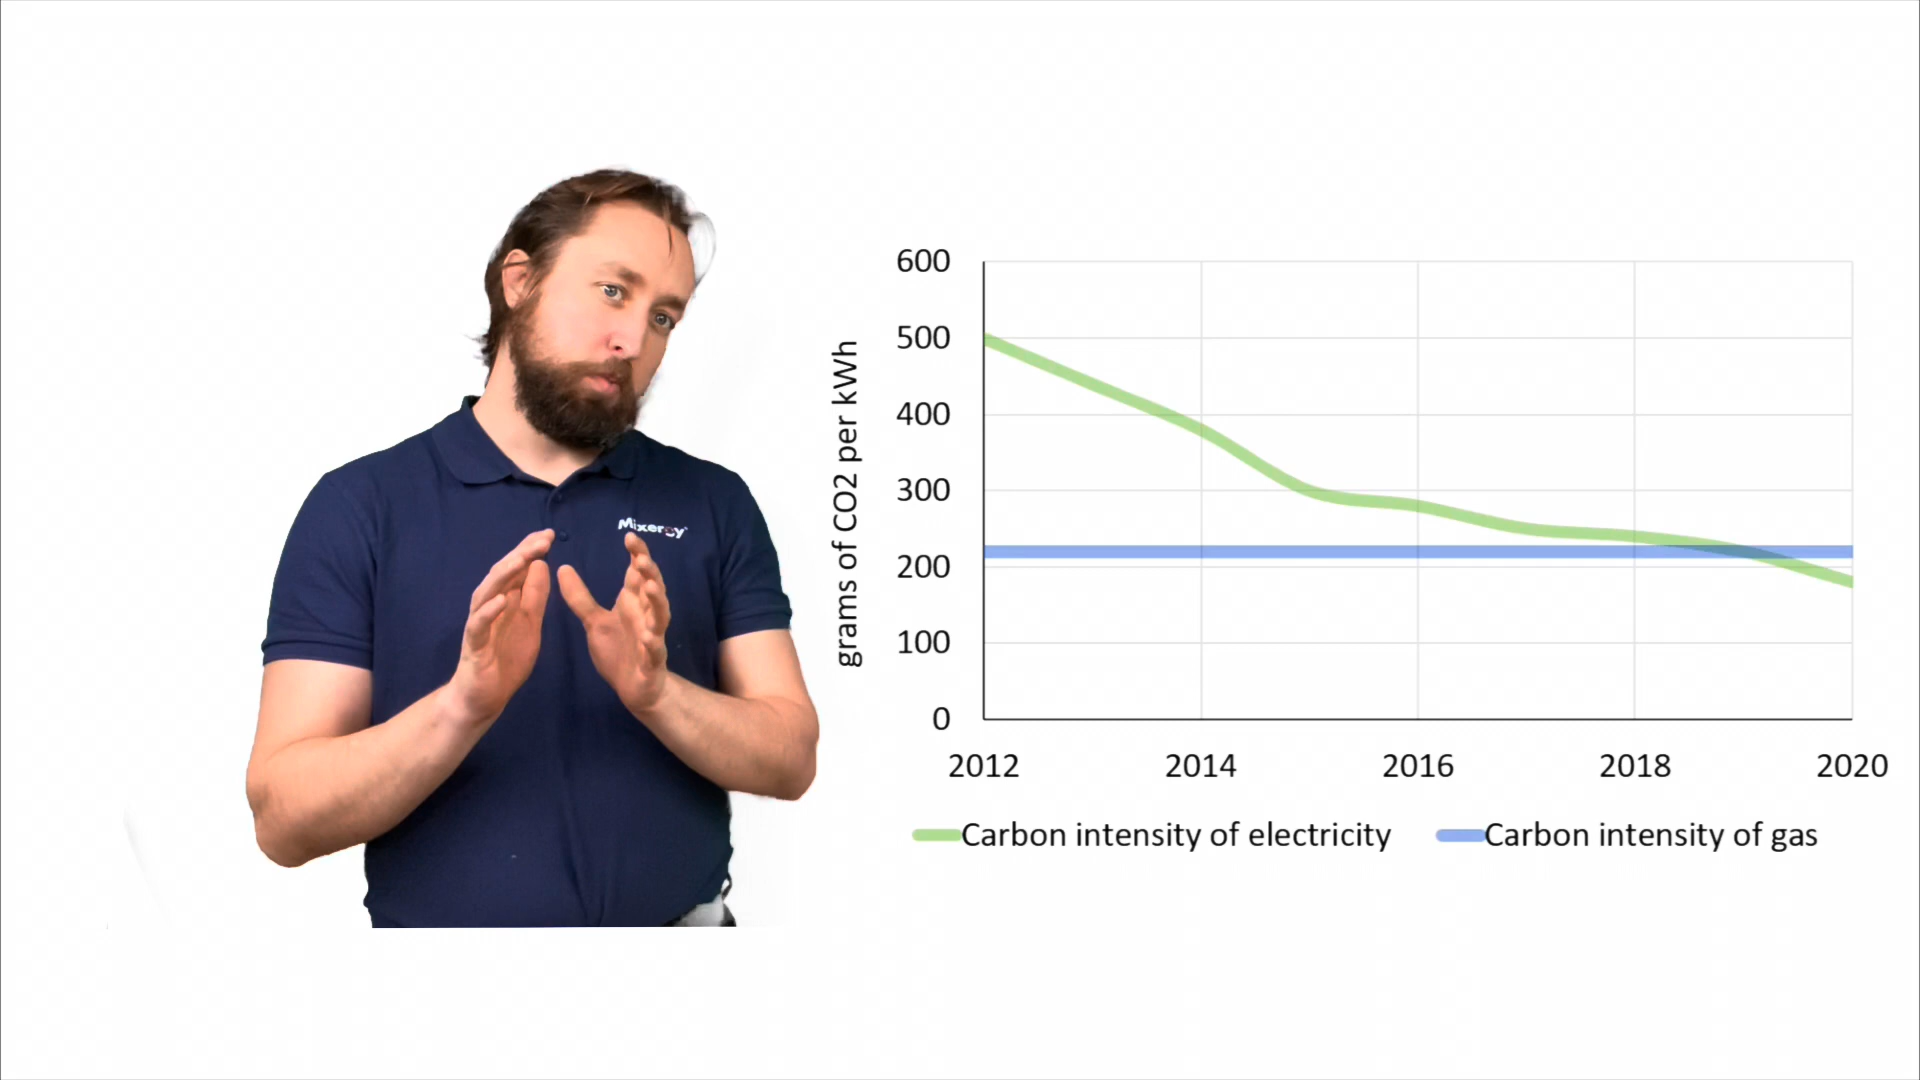 Mixergy
grams of CO2 per kWh
600
500
400
300
200
100
0
2012 2014 2016 2018 2020
Carbon intensity of electricity Carbon intensity of gas